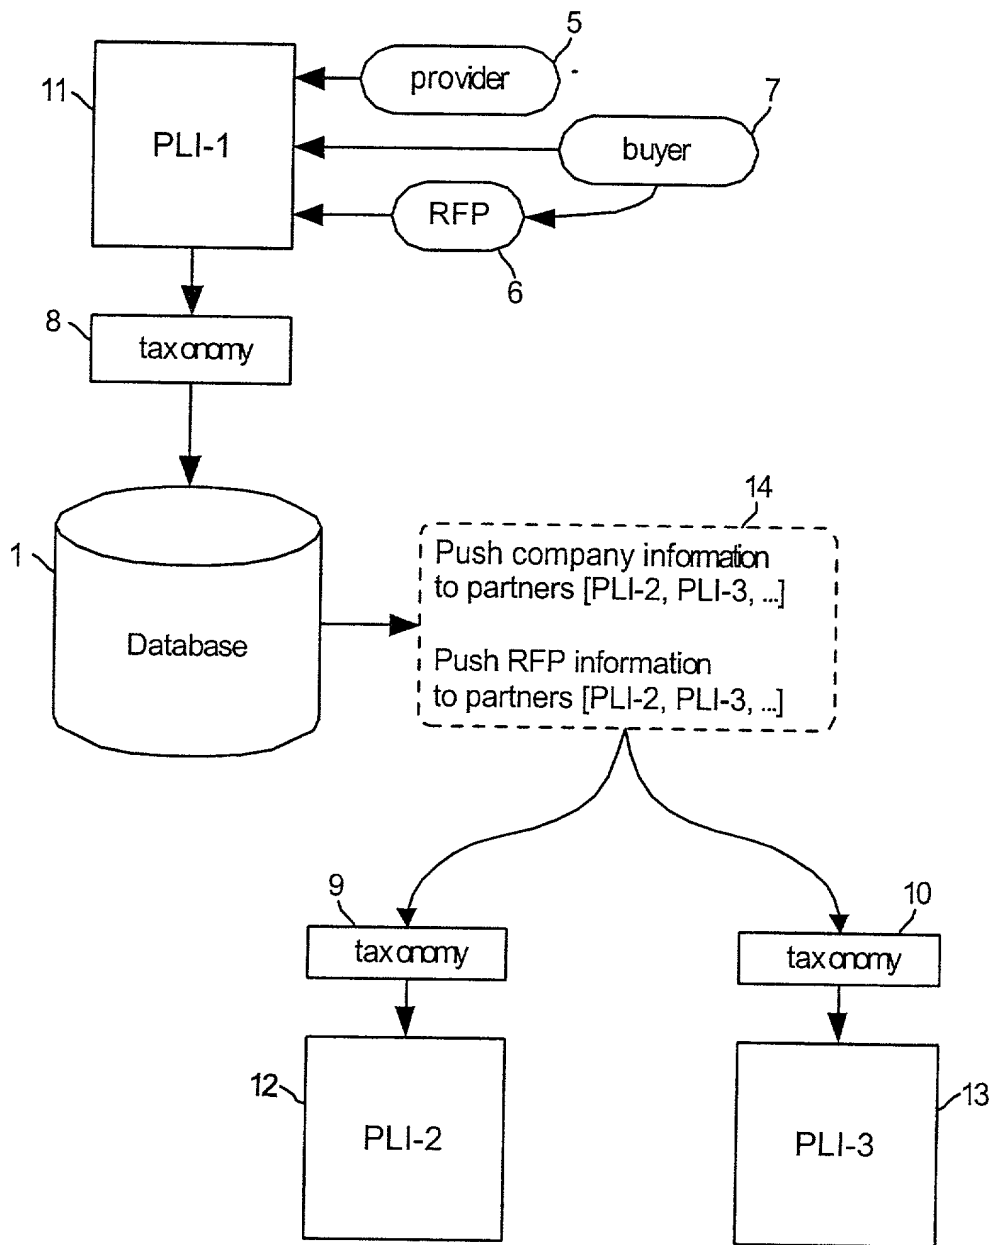 5
provider
11
7
PLI-1
buyer
RFP
6
8
taxonomy
14
1
Push company information
to partners [PLI-2, PLI-3, ...]
Database
Push RFP information
to partners [PLI-2, PLI-3, ...]
9
10
taxonomy
taxonomy
12
13
PLI-2
PLI-3